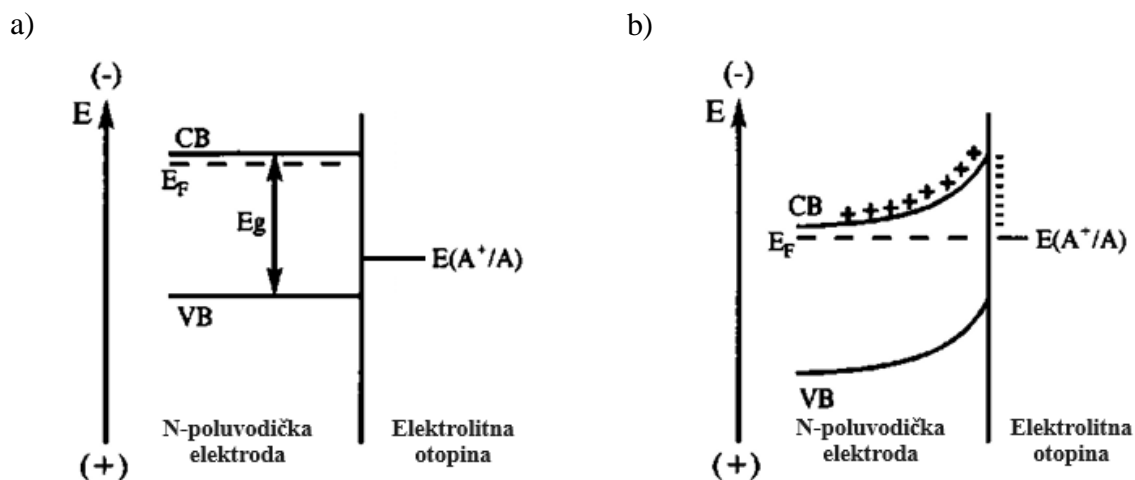 a)
(-)
E
CB
E_F
Eg
E(A⁺/A)
VB
N-poluvodička
elektroda
Elektrolitna
otopina
(+)
b)
(-)
E
CB
+ + + + + + + +
E_F
E(A⁺/A)
VB
N-poluvodička
elektroda
Elektrolitna
otopina
(+)